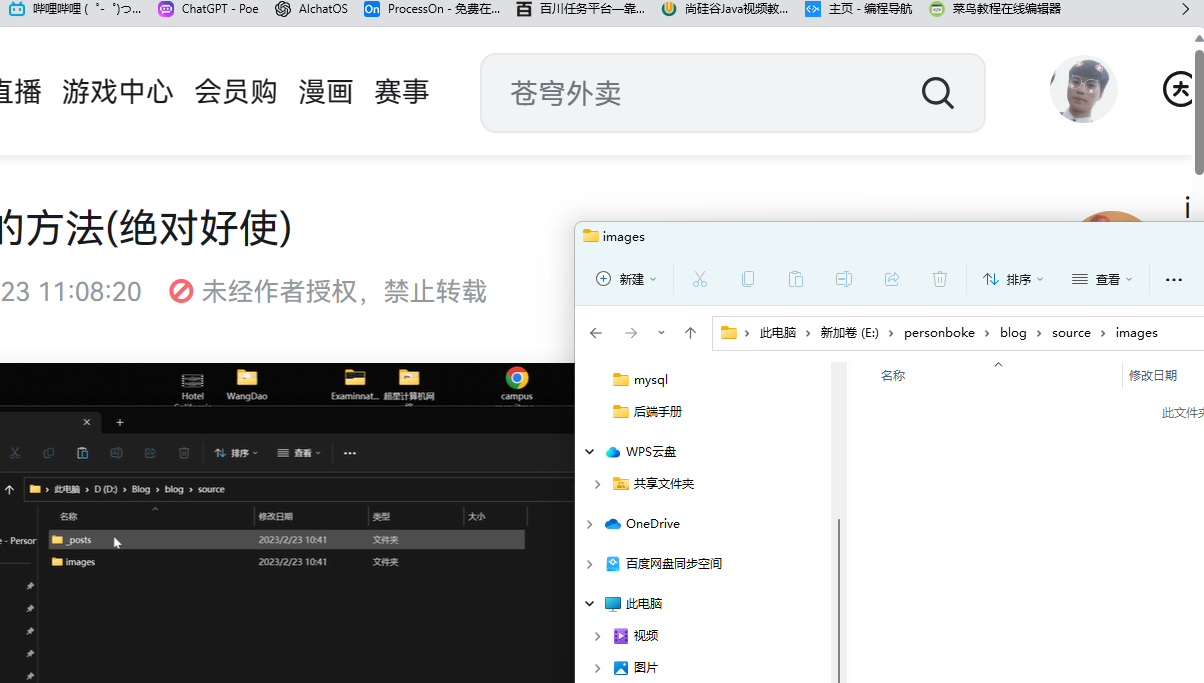 哔哩哔哩 ( ゜- ゜)つ... ChatGPT - Poe AIchatOS ProcessOn - 免费在... 百川任务平台—靠... 尚硅谷Java视频教... 主页 - 编程导航 菜鸟教程在线编辑器
直播 游戏中心 会员购 漫画 赛事 苍穹外卖
的方法(绝对好使)
23 11:08:20 未经作者授权，禁止转载
images
新建 排序 查看 ...
此电脑 > 新加卷 (E:) > personboke > blog > source > images
名称 修改日期
此文件夹
mysql
后端手册
WPS云盘
共享文件夹
OneDrive
百度网盘同步空间
此电脑
视频
图片
Hotel WangDao Examinnat... 超星计算机网 campus
排序 查看 ...
此电脑 > D (D:) > Blog > blog > source
名称 修改日期 类型 大小
_posts 2023/2/23 10:41 文件夹
images 2023/2/23 10:41 文件夹
e - Person